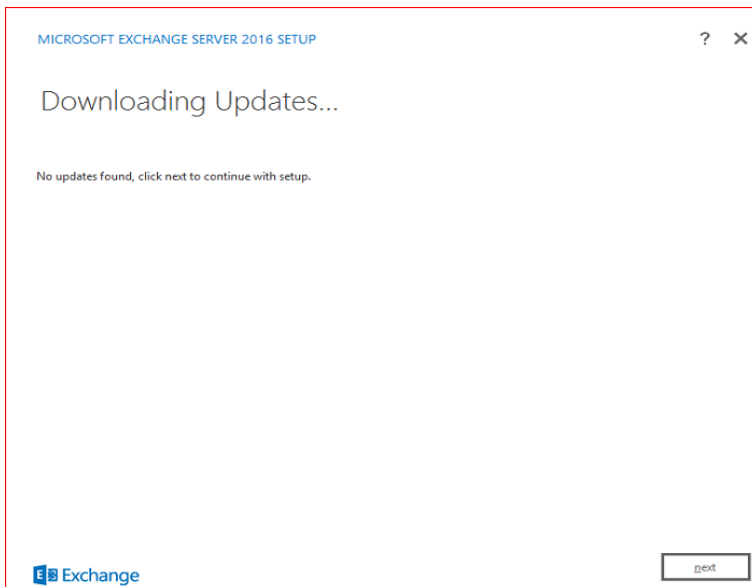 MICROSOFT EXCHANGE SERVER 2016 SETUP
? ✕
Downloading Updates...
No updates found, click next to continue with setup.
E Exchange
next